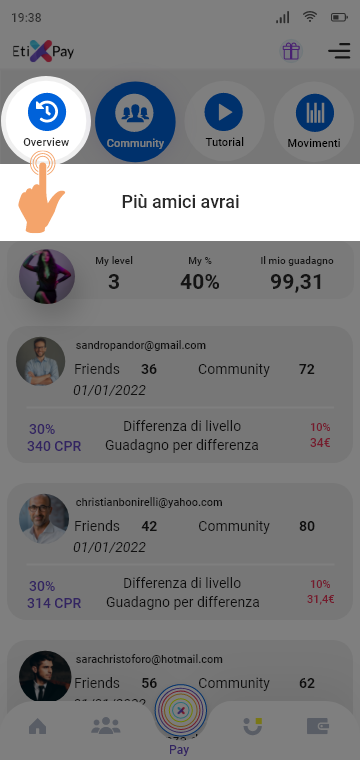 19:38
EtiXPay
Overview
Community
Tutorial
Movimenti
Più amici avrai
My level
My %
Il mio guadagno
3
40%
99,31
sandropandor@gmail.com
Friends 36 Community 72
01/01/2022
30% Differenza di livello 10%
340 CPR Guadagno per differenza 34€
christianbonirelli@yahoo.com
Friends 42 Community 80
01/01/2022
30% Differenza di livello 10%
314 CPR Guadagno per differenza 31,4€
sarachristoforo@hotmail.com
Friends 56 Community 62
Pay